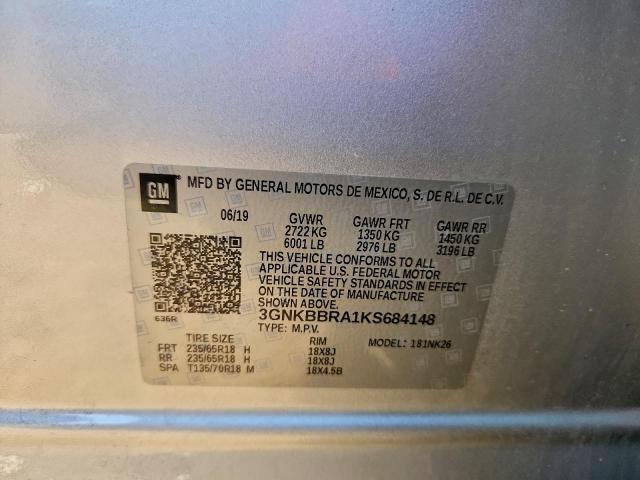 GM ® MFD BY GENERAL MOTORS DE MEXICO, S. DE R.L. DE C.V.
06/19 GVWR GAWR FRT GAWR RR
2722 KG 1350 KG 1450 KG
6001 LB 2976 LB 3196 LB
THIS VEHICLE CONFORMS TO ALL
APPLICABLE U.S. FEDERAL MOTOR
VEHICLE SAFETY STANDARDS IN EFFECT
ON THE DATE OF MANUFACTURE SHOWN ABOVE.
3GNKBBRA1KS684148
636R
TYPE: M.P.V. MODEL: 181NK26
TIRE SIZE RIM
FRT 235/65R18 H 18X8J
RR 235/65R18 H 18X8J
SPA T135/70R18 M 18X4.5B